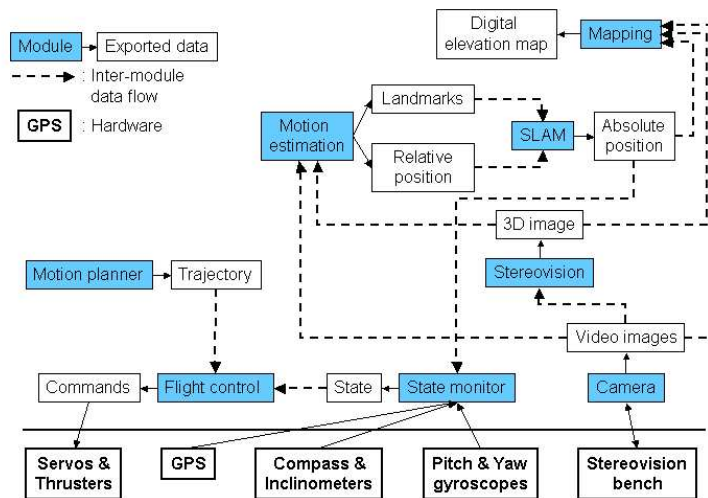 Module
Exported data
: Inter-module
data flow
GPS
: Hardware
Digital
elevation map
Mapping
Landmarks
Motion
estimation
SLAM
Absolute
position
Relative
position
3D image
Motion planner
Trajectory
Stereovision
Video images
Commands
Flight control
State
State monitor
Camera
Servos &
Thrusters
GPS
Compass &
Inclinometers
Pitch & Yaw
gyroscopes
Stereovision
bench